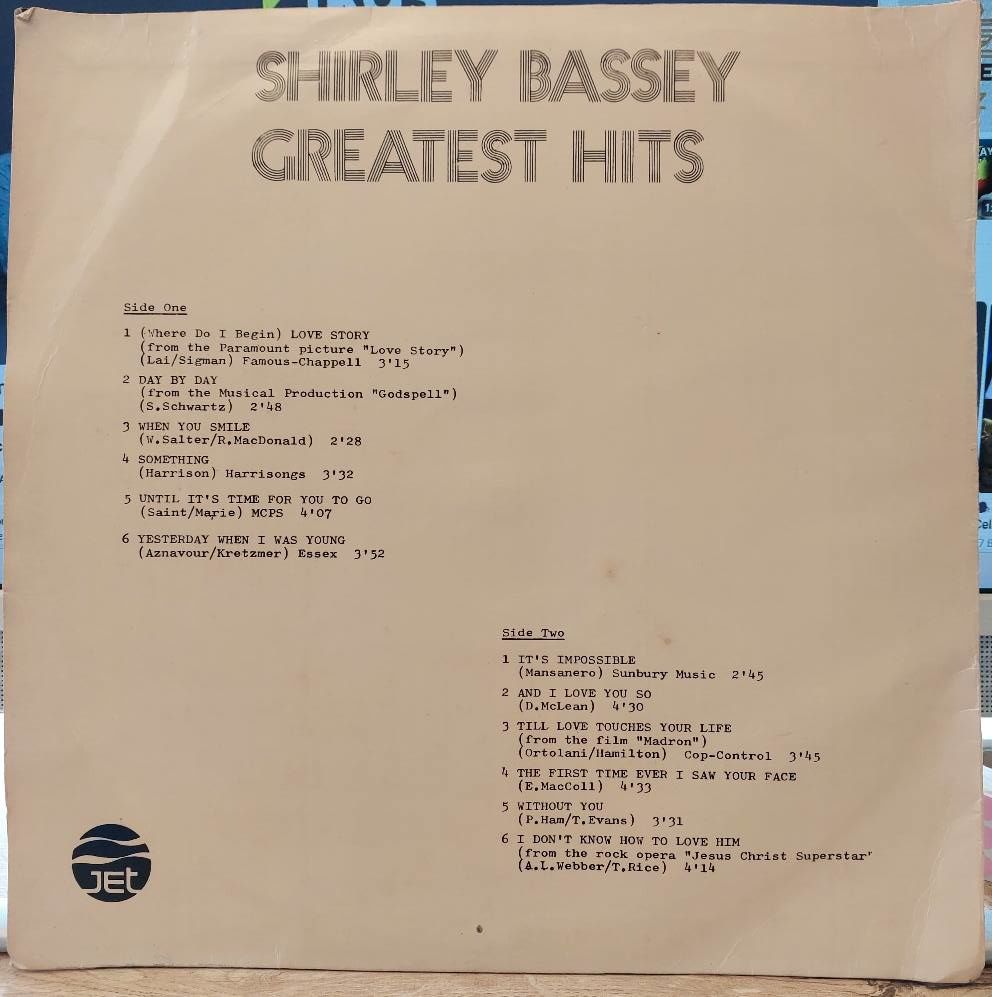 SHIRLEY BASSEY
GREATEST HITS
Side One
1 (Where Do I Begin) LOVE STORY
(from the Paramount picture "Love Story")
(Lai/Sigman) Famous-Chappell 3'15
2 DAY BY DAY
(from the Musical Production "Godspell")
(S.Schwartz) 2'48
3 WHEN YOU SMILE
(W.Salter/R.MacDonald) 2'28
4 SOMETHING
(Harrison) Harrisongs 3'32
5 UNTIL IT'S TIME FOR YOU TO GO
(Saint/Marie) MCPS 4'07
6 YESTERDAY WHEN I WAS YOUNG
(Aznavour/Kretzmer) Essex 3'52
Side Two
1 IT'S IMPOSSIBLE
(Mansanero) Sunbury Music 2'45
2 AND I LOVE YOU SO
(D.McLean) 4'30
3 TILL LOVE TOUCHES YOUR LIFE
(from the film "Madron")
(Ortolani/Hamilton) Cop-Control 3'45
4 THE FIRST TIME EVER I SAW YOUR FACE
(E.MacColl) 4'33
5 WITHOUT YOU
(P.Ham/T.Evans) 3'31
6 I DON'T KNOW HOW TO LOVE HIM
(from the rock opera "Jesus Christ Superstar"
(A.L.Webber/T.Rice) 4'14
JEt